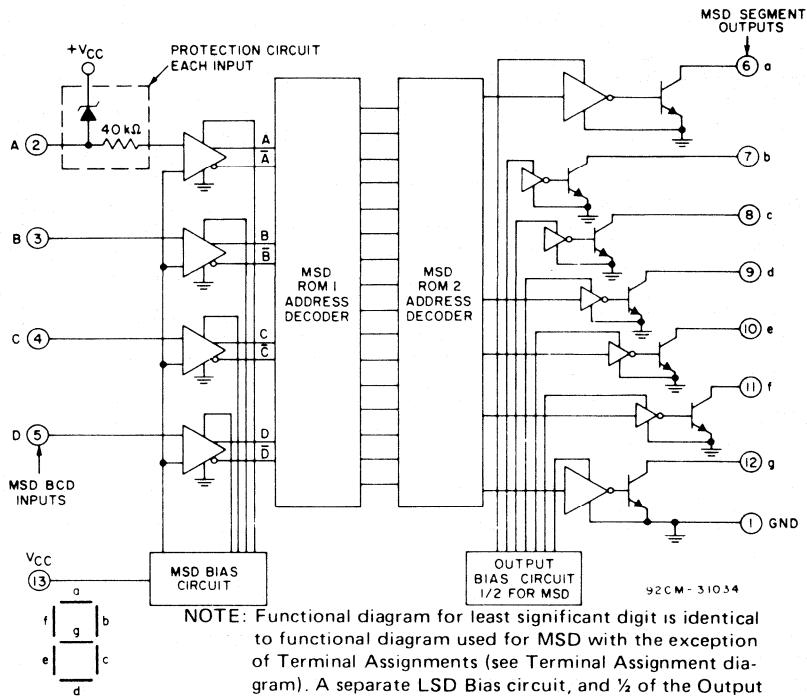 MSD SEGMENT
OUTPUTS
+VCC
PROTECTION CIRCUIT
EACH INPUT
40 kΩ
A 2
B 3
C 4
D 5
MSD BCD
INPUTS
A
A̅
B
B̅
C
C̅
D
D̅
MSD
ROM 1
ADDRESS
DECODER
MSD
ROM 2
ADDRESS
DECODER
6 a
7 b
8 c
9 d
10 e
11 f
12 g
1 GND
VCC
13
MSD BIAS
CIRCUIT
OUTPUT
BIAS CIRCUIT
1/2 FOR MSD
92CM-31034
a
f b
g
e c
d
NOTE: Functional diagram for least significant digit is identical
to functional diagram used for MSD with the exception
of Terminal Assignments (see Terminal Assignment dia-
gram). A separate LSD Bias circuit, and ½ of the Output